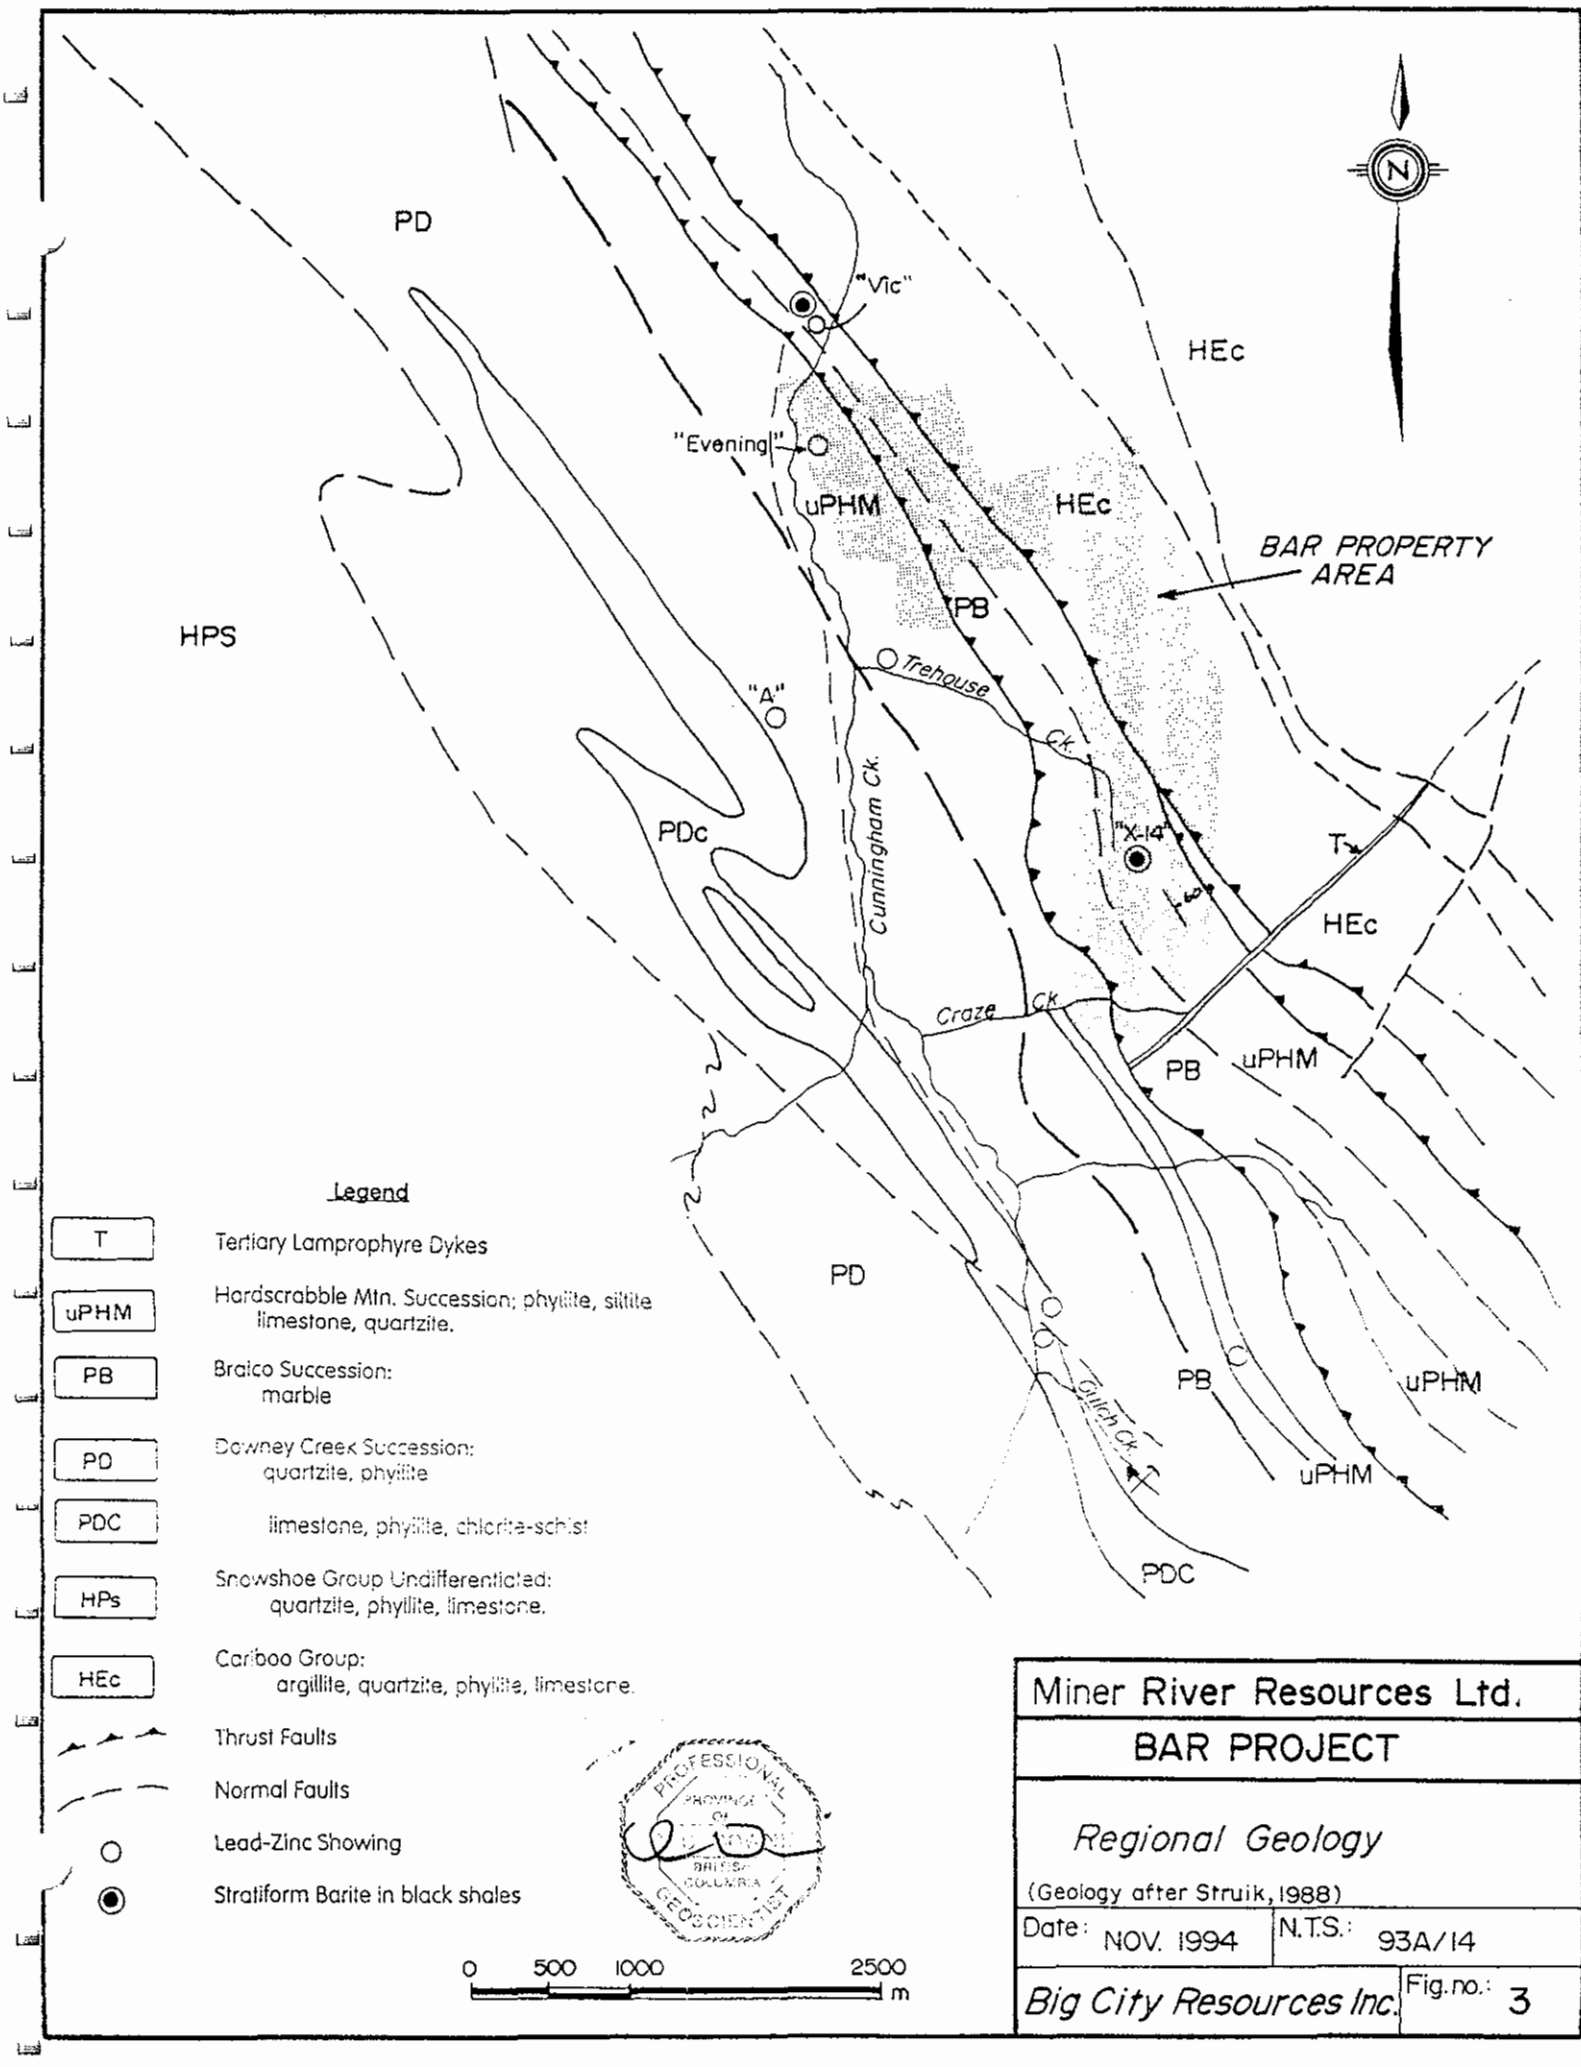 N
PD
"Vic"
HEc
"Evening"
uPHM
HEc
BAR PROPERTY
AREA
PB
HPS
Trehouse
Ck.
"A"
Cunningham Ck.
PDc
"X-14"
T
60
HEc
Craze Ck.
PB
uPHM
PD
PB
uPHM
Gulch Ck.
uPHM
PDC
Legend
T
Tertiary Lamprophyre Dykes
uPHM
Hardscrabble Mtn. Succession; phyllite, siltite
limestone, quartzite.
PB
Bralco Succession:
marble
PD
Downey Creek Succession:
quartzite, phyllite
PDC
limestone, phyllite, chlorite-schist
HPs
Snowshoe Group Undifferentiated:
quartzite, phyllite, limestone.
HEc
Cariboo Group:
argillite, quartzite, phyllite, limestone.
Thrust Faults
Normal Faults
Lead-Zinc Showing
Stratiform Barite in black shales
PROFESSIONAL
PROVINCE
OF
BRITISH
COLUMBIA
GEOSCIENTIST
0 500 1000 2500
m
Miner River Resources Ltd.
BAR PROJECT
Regional Geology
(Geology after Struik, 1988)
Date: NOV. 1994
N.T.S.: 93A/14
Big City Resources Inc.
Fig.no.: 3